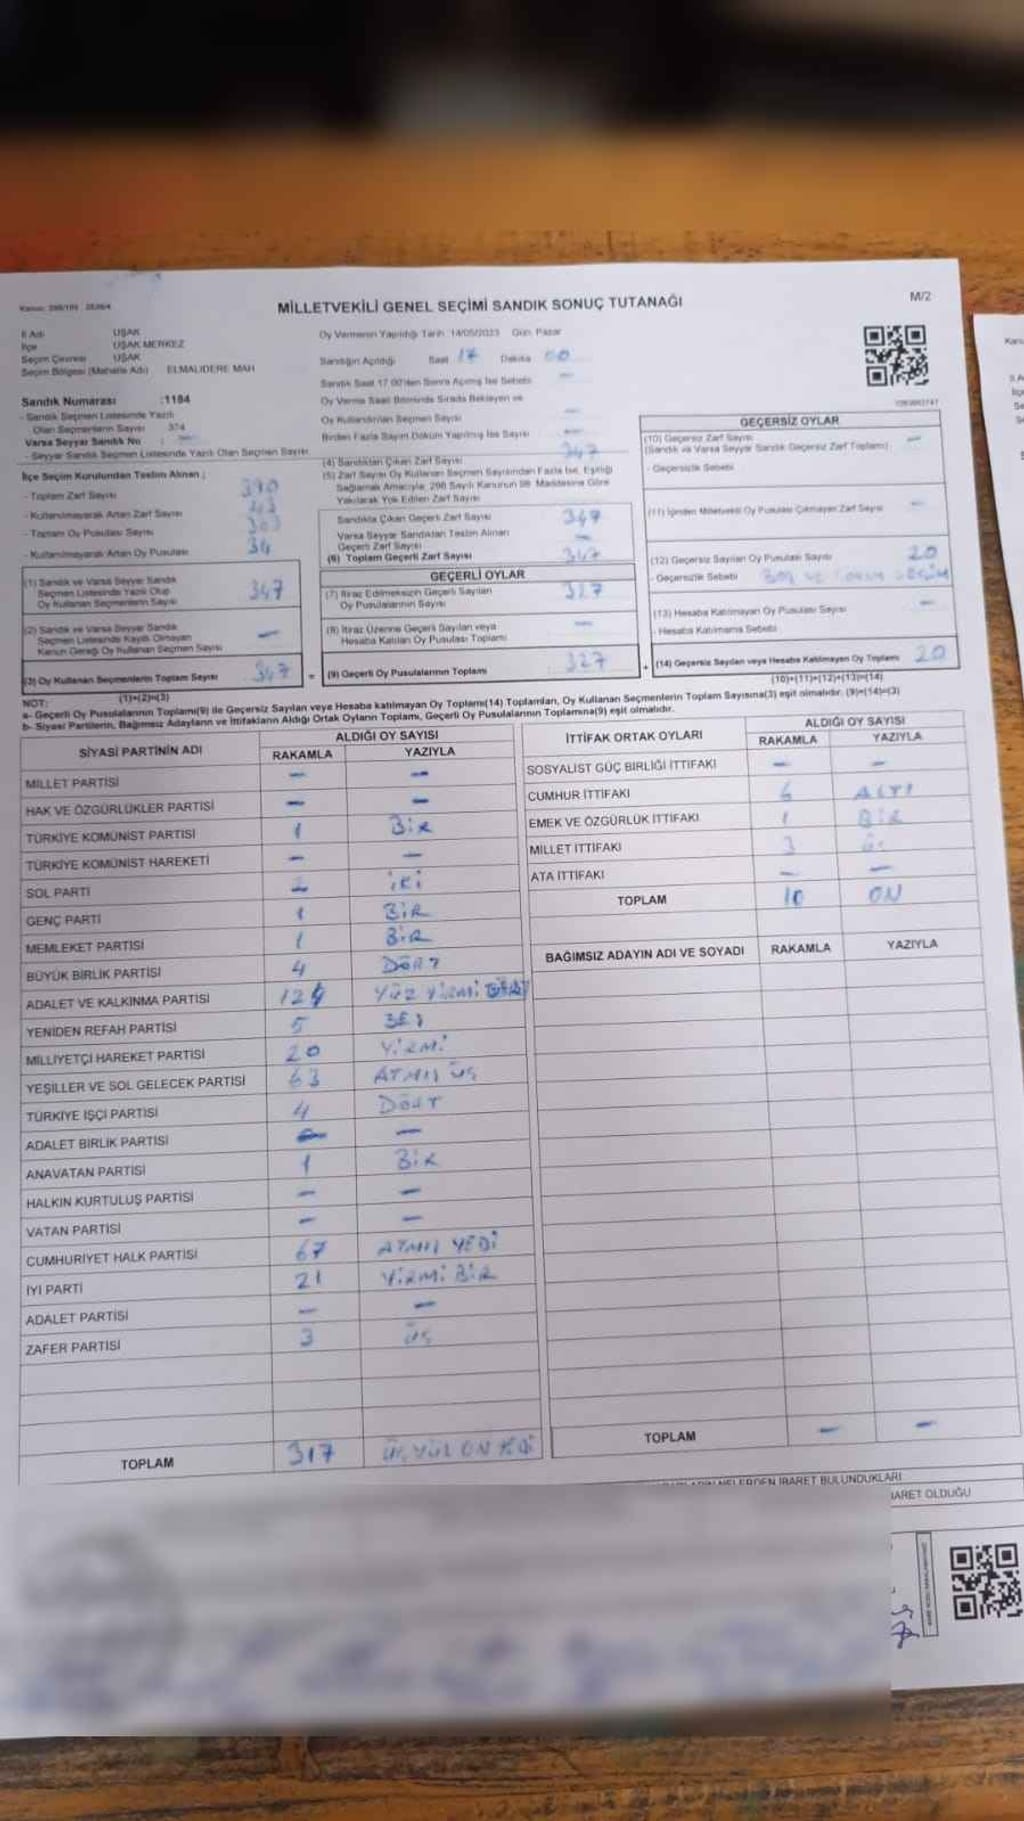 MİLLETVEKİLİ GENEL SEÇİMİ SANDIK SONUÇ TUTANAĞI
M/2
İl Adı UŞAK
İlçe UŞAK MERKEZ
Seçim Çevresi UŞAK
Seçim Bölgesi (Mahalle Adı) ELMALIDERE MAH
Sandık Numarası :1184
- Sandık Seçmen Listesinde Yazılı
Olan Seçmenlerin Sayısı 374
Varsa Seyyar Sandık No : -
- Seyyar Sandık Seçmen Listesinde Yazılı Olan Seçmen Sayısı
Oy Vermenin Yapıldığı Tarih :14/05/2023 Gün: Pazar
Sandığın Açıldığı Saat 17 Dakika 00
Sandık Saat 17.00'den Sonra Açılmış İse Sebebi -
Oy Verme Saati Bitiminde Sırada Bekleyen ve
Oy Kullandırılan Seçmen Sayısı -
Birden Fazla Sayım Döküm Yapılmış İse Sayısı -
İlçe Seçim Kurulundan Teslim Alınan ;
- Toplam Zarf Sayısı 390
- Kullanılmayarak Artan Zarf Sayısı 43
- Toplam Oy Pusulası Sayısı
- Kullanılmayarak Artan Oy Pusulası 34
(1) Sandık ve Varsa Seyyar Sandık
Seçmen Listesinde Yazılı Olup
Oy Kullanan Seçmenlerin Sayısı 347
(2) Sandık ve Varsa Seyyar Sandık
Seçmen Listesinde Kayıtlı Olmayan
Kanun Gereği Oy Kullanan Seçmen Sayısı -
(3) Oy Kullanan Seçmenlerin Toplam Sayısı 347
(1)+(2)=(3)
(4) Sandıktan Çıkan Zarf Sayısı 347
(5) Zarf Sayısı Oy Kullanan Seçmen Sayısından Fazla İse, Eşitliği
Sağlamak Amacıyla, 298 Sayılı Kanunun 98. Maddesine Göre
Yakılarak Yok Edilen Zarf Sayısı
Sandıkta Çıkan Geçerli Zarf Sayısı 347
Varsa Seyyar Sandıktan Teslim Alınan
Geçerli Zarf Sayısı -
(6) Toplam Geçerli Zarf Sayısı 347
GEÇERLİ OYLAR
(7) İtiraz Edilmeksizin Geçerli Sayılan
Oy Pusulalarının Sayısı 327
(8) İtiraz Üzerine Geçerli Sayılan veya
Hesaba Katılan Oy Pusulası Toplamı -
= (9) Geçerli Oy Pusulalarının Toplamı 327
GEÇERSİZ OYLAR
(10) Geçersiz Zarf Sayısı -
(Sandık ve Varsa Seyyar Sandık Geçersiz Zarf Toplamı)
- Geçersizlik Sebebi
(11) İçinden Milletvekili Oy Pusulası Çıkmayan Zarf Sayısı -
(12) Geçersiz Sayılan Oy Pusulası Sayısı 20
- Geçersizlik Sebebi
(13) Hesaba Katılmayan Oy Pusulası Sayısı -
- Hesaba Katılmama Sebebi
+ (14) Geçersiz Sayılan veya Hesaba Katılmayan Oy Toplamı 20
(10)+(11)+(12)+(13)=(14)
NOT:
a- Geçerli Oy Pusulalarının Toplamı(9) ile Geçersiz Sayılan veya Hesaba katılmayan Oy Toplamı(14) Toplamları, Oy Kullanan Seçmenlerin Toplam Sayısına(3) eşit olmalıdır. (9)+(14)=(3)
b- Siyasi Partilerin, Bağımsız Adayların ve İttifakların Aldığı Ortak Oyların Toplamı, Geçerli Oy Pusulalarının Toplamına(9) eşit olmalıdır.
SİYASİ PARTİNİN ADI ALDIĞI OY SAYISI
RAKAMLA YAZIYLA
MİLLET PARTİSİ - -
HAK VE ÖZGÜRLÜKLER PARTİSİ - -
TÜRKİYE KOMÜNİST PARTİSİ 1 BİR
TÜRKİYE KOMÜNİST HAREKETİ - -
SOL PARTİ 2 İKİ
GENÇ PARTİ 1 BİR
MEMLEKET PARTİSİ 1 BİR
BÜYÜK BİRLİK PARTİSİ 4 DÖRT
ADALET VE KALKINMA PARTİSİ 124 YÜZ YİRMİ DÖRT
YENİDEN REFAH PARTİSİ 5 BEŞ
MİLLİYETÇİ HAREKET PARTİSİ 20 YİRMİ
YEŞİLLER VE SOL GELECEK PARTİSİ 63 ATMIŞ ÜÇ
TÜRKİYE İŞÇİ PARTİSİ 4 DÖRT
ADALET BİRLİK PARTİSİ - -
ANAVATAN PARTİSİ 1 BİR
HALKIN KURTULUŞ PARTİSİ - -
VATAN PARTİSİ - -
CUMHURİYET HALK PARTİSİ 67 ATMIŞ YEDİ
İYİ PARTİ 21 YİRMİ BİR
ADALET PARTİSİ - -
ZAFER PARTİSİ 3 ÜÇ
TOPLAM 317 ÜÇ YÜZ ON YEDİ
İTTİFAK ORTAK OYLARI ALDIĞI OY SAYISI
RAKAMLA YAZIYLA
SOSYALİST GÜÇ BİRLİĞİ İTTİFAKI - -
CUMHUR İTTİFAKI 6 ALTI
EMEK VE ÖZGÜRLÜK İTTİFAKI 1 BİR
MİLLET İTTİFAKI 3 ÜÇ
ATA İTTİFAKI - -
TOPLAM 10 ON
BAĞIMSIZ ADAYIN ADI VE SOYADI RAKAMLA YAZIYLA
TOPLAM - -
NELERDEN İBARET BULUNDUKLARI
İBARET OLDUĞU